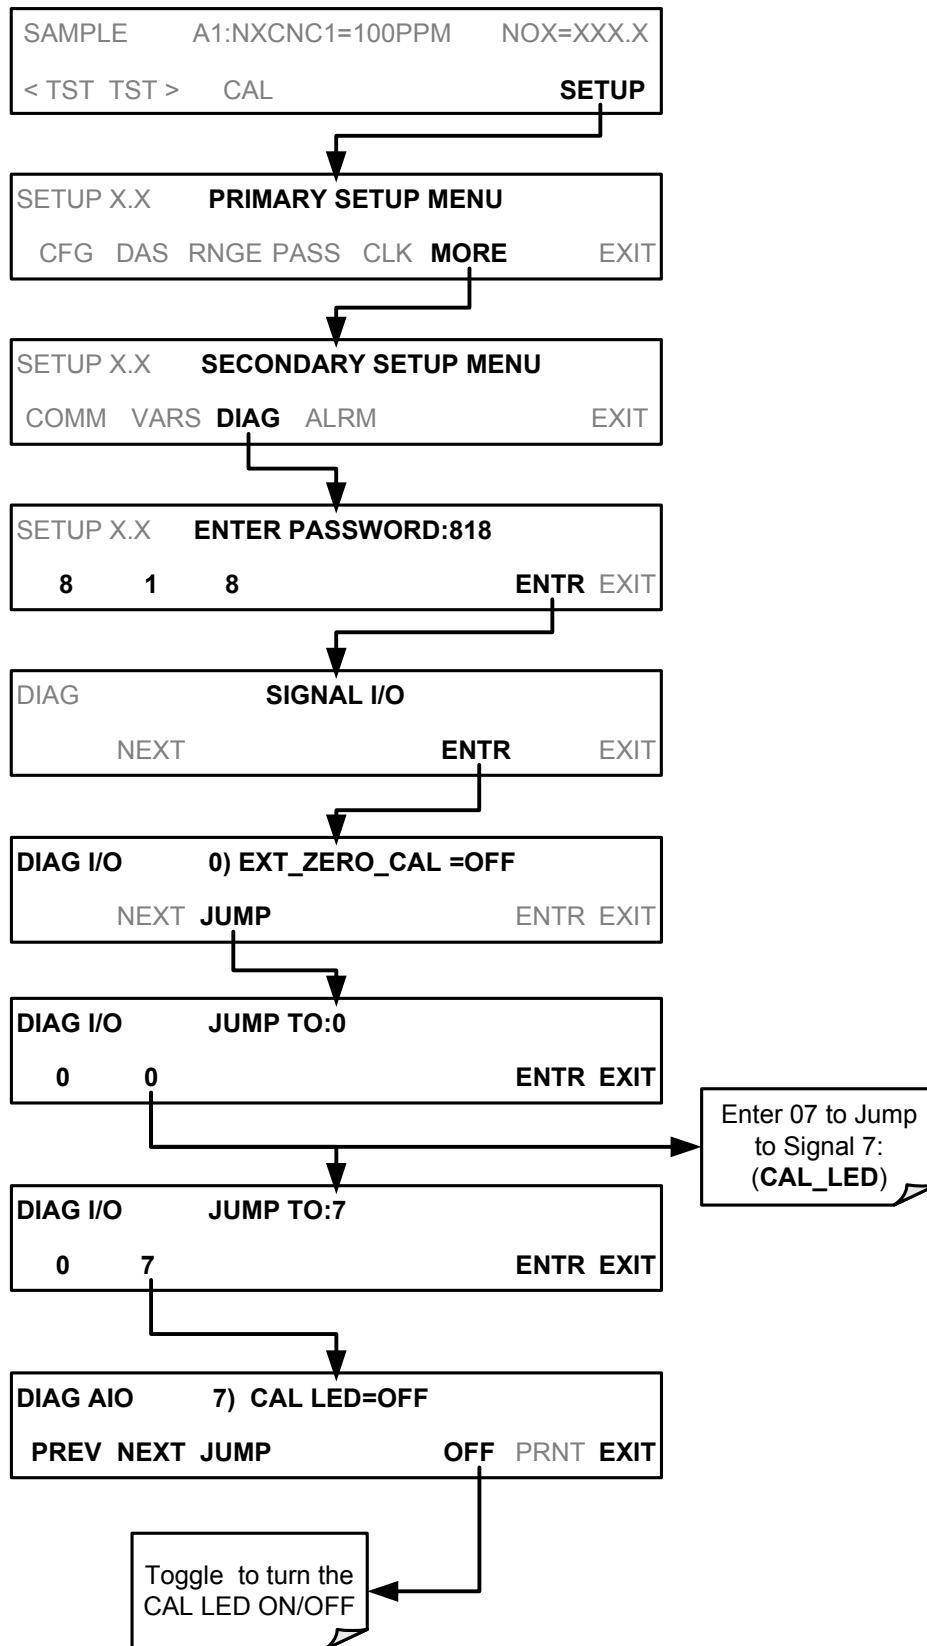 SAMPLE A1:NXCNC1=100PPM NOX=XXX.X
< TST TST > CAL SETUP
SETUP X.X PRIMARY SETUP MENU
CFG DAS RNGE PASS CLK MORE EXIT
SETUP X.X SECONDARY SETUP MENU
COMM VARS DIAG ALRM EXIT
SETUP X.X ENTER PASSWORD:818
8 1 8 ENTR EXIT
DIAG SIGNAL I/O
NEXT ENTR EXIT
DIAG I/O 0) EXT_ZERO_CAL =OFF
NEXT JUMP ENTR EXIT
DIAG I/O JUMP TO:0
0 0 ENTR EXIT
Enter 07 to Jump
to Signal 7:
(CAL_LED)
DIAG I/O JUMP TO:7
0 7 ENTR EXIT
DIAG AIO 7) CAL LED=OFF
PREV NEXT JUMP OFF PRNT EXIT
Toggle to turn the
CAL LED ON/OFF